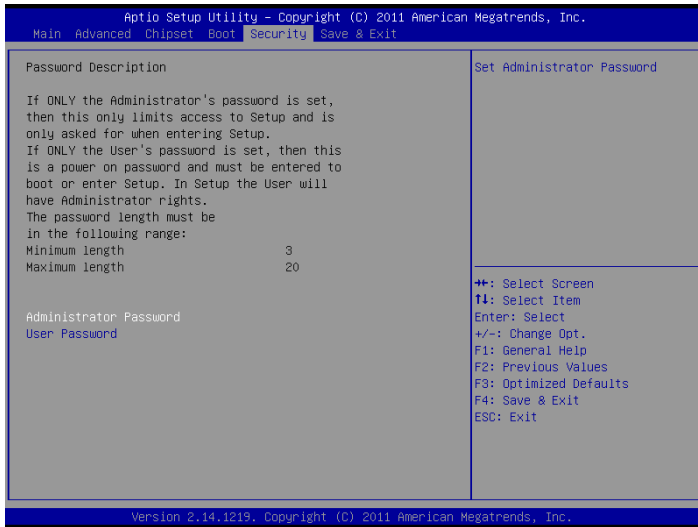 Aptio Setup Utility – Copyright (C) 2011 American Megatrends, Inc.
Main Advanced Chipset Boot Security Save & Exit
Password Description
If ONLY the Administrator's password is set,
then this only limits access to Setup and is
only asked for when entering Setup.
If ONLY the User's password is set, then this
is a power on password and must be entered to
boot or enter Setup. In Setup the User will
have Administrator rights.
The password length must be
in the following range:
Minimum length 3
Maximum length 20
Administrator Password
User Password
Set Administrator Password
→←: Select Screen
↑↓: Select Item
Enter: Select
+/-: Change Opt.
F1: General Help
F2: Previous Values
F3: Optimized Defaults
F4: Save & Exit
ESC: Exit
Version 2.14.1219. Copyright (C) 2011 American Megatrends, Inc.